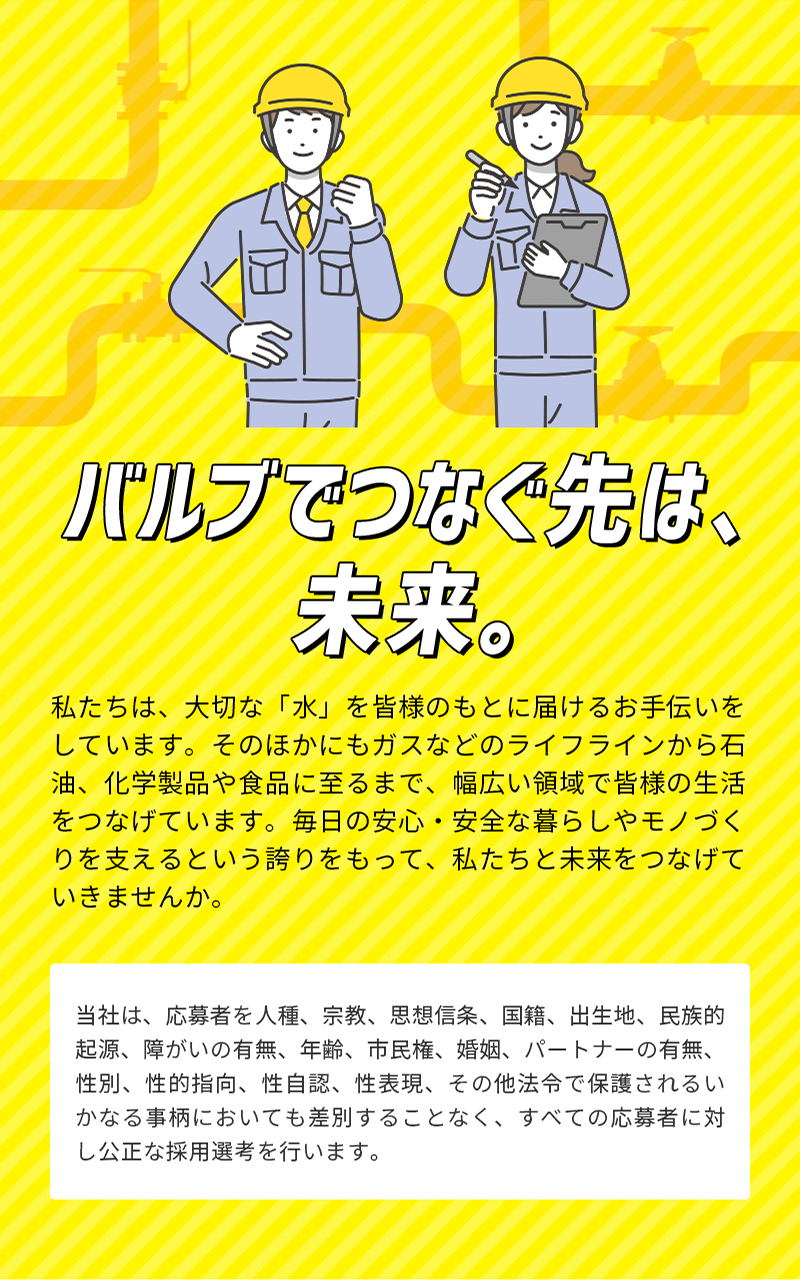 バルブでつなぐ先は、
未来。
私たちは、大切な「水」を皆様のもとに届けるお手伝いを
しています。そのほかにもガスなどのライフラインから石
油、化学製品や食品に至るまで、幅広い領域で皆様の生活
をつなげています。毎日の安心・安全な暮らしやモノづく
りを支えるという誇りをもって、私たちと未来をつなげて
いきませんか。
当社は、応募者を人種、宗教、思想信条、国籍、出生地、民族的
起源、障がいの有無、年齢、市民権、婚姻、パートナーの有無、
性別、性的指向、性自認、性表現、その他法令で保護されるい
かなる事柄においても差別することなく、すべての応募者に対
し公正な採用選考を行います。